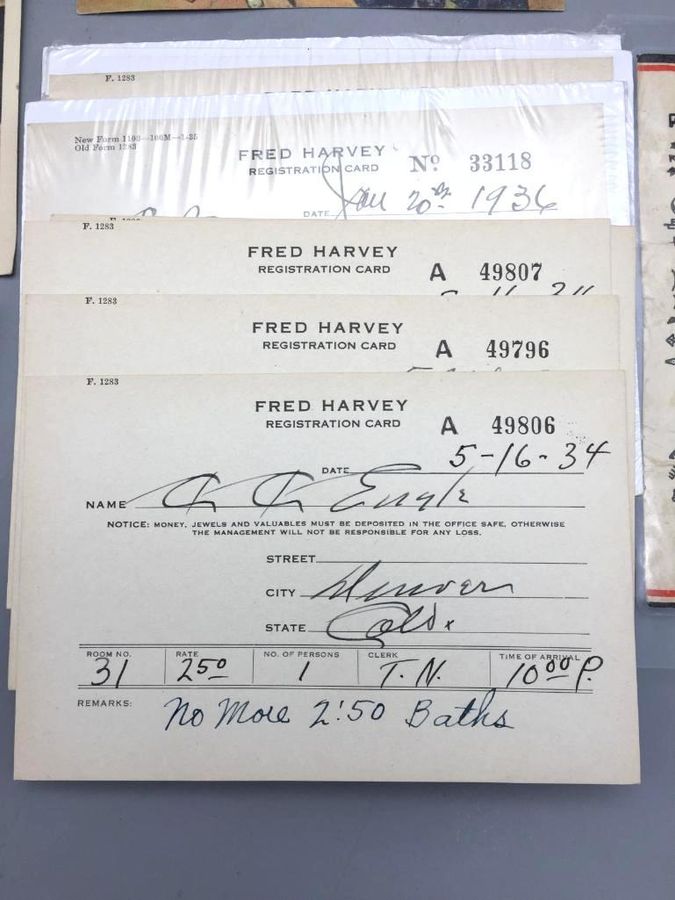 F. 1283
New Form 1108—100M—1-35
Old Form 1283
FRED HARVEY
REGISTRATION CARD
Nº 33118
DATE Jan 20th 1936
F. 1283
FRED HARVEY
REGISTRATION CARD
A 49807
F. 1283
FRED HARVEY
REGISTRATION CARD
A 49796
F. 1283
FRED HARVEY
REGISTRATION CARD
A 49806
DATE 5-16-34
NAME Engle
NOTICE: MONEY, JEWELS AND VALUABLES MUST BE DEPOSITED IN THE OFFICE SAFE, OTHERWISE
THE MANAGEMENT WILL NOT BE RESPONSIBLE FOR ANY LOSS.
STREET
CITY Denver
STATE Colo.
ROOM NO. RATE NO. OF PERSONS CLERK TIME OF ARRIVAL
31 250 1 T.N. 10 00 P.
REMARKS: No More 2:50 Baths